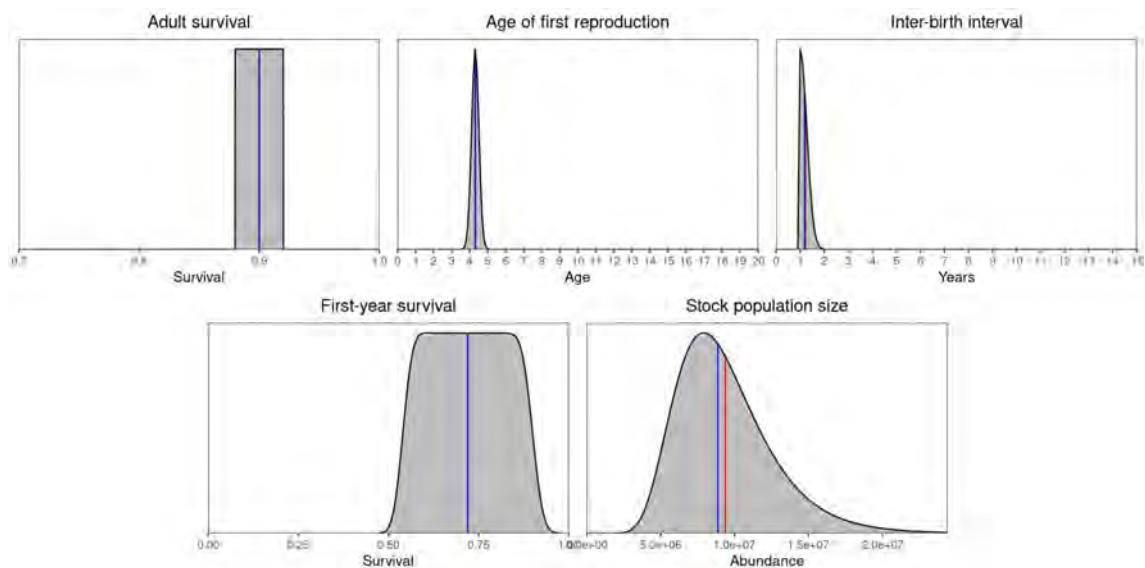 Adult survival Age of first reproduction Inter-birth interval
0.7 0.8 0.9 1.0 0 1 2 3 4 5 6 7 8 9 10 11 12 13 14 15 16 17 18 19 20 0 1 2 3 4 5 6 7 8 9 10 11 12 13 14 15
Survival Age Years
First-year survival Stock population size
0.00 0.25 0.50 0.75 1.00 0.0e+00 5.0e+06 1.0e+07 1.5e+07 2.0e+07
Survival Abundance